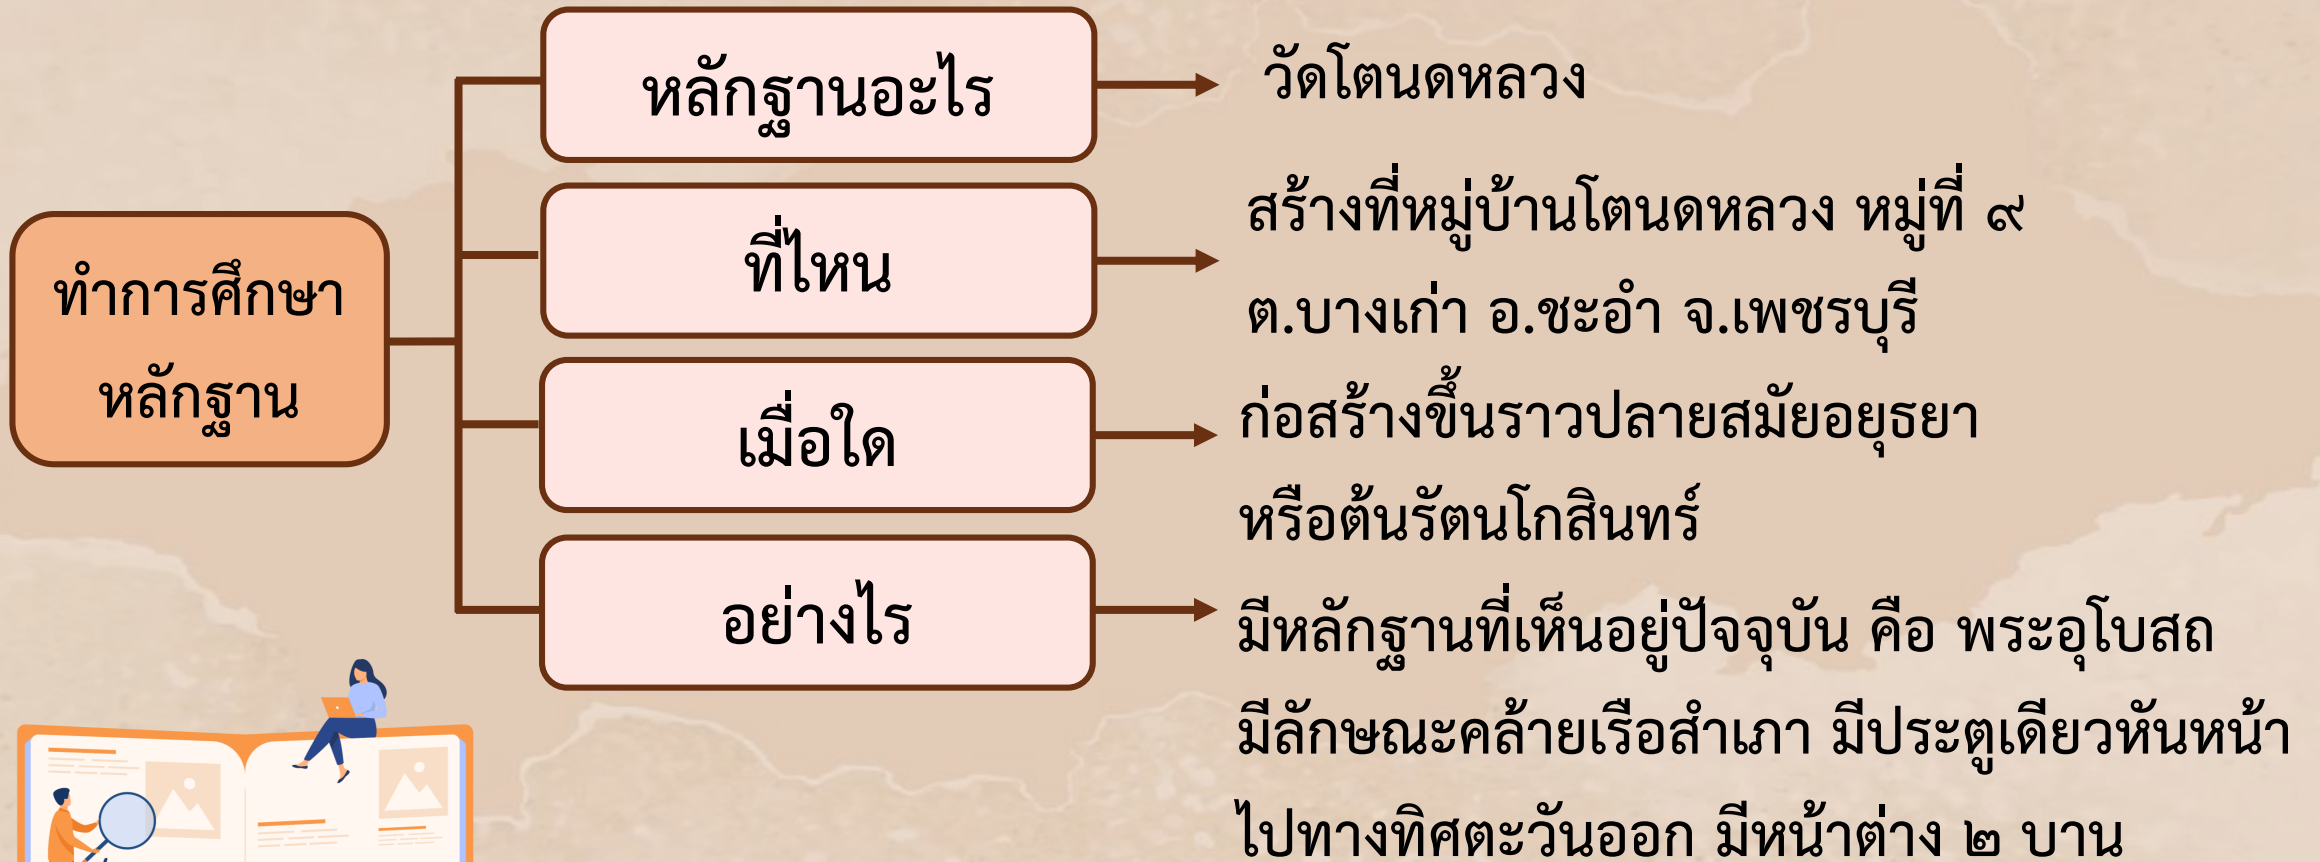 ทำการศึกษา
หลักฐาน
หลักฐานอะไร
วัดโตนดหลวง
ที่ไหน
สร้างที่หมู่บ้านโตนดหลวง หมู่ที่ ๙
ต.บางเก่า อ.ชะอำ จ.เพชรบุรี
เมื่อใด
ก่อสร้างขึ้นราวปลายสมัยอยุธยา
หรือต้นรัตนโกสินทร์
อย่างไร
มีหลักฐานที่เห็นอยู่ปัจจุบัน คือ พระอุโบสถ
มีลักษณะคล้ายเรือสำเภา มีประตูเดียวหันหน้า
ไปทางทิศตะวันออก มีหน้าต่าง ๒ บาน